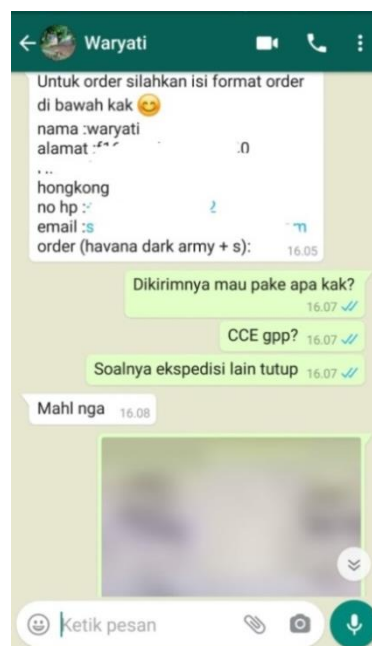 Waryati
Untuk order silahkan isi format order
di bawah kak 😊
nama :waryati
alamat :
hongkong
no hp :
email :s
order (havana dark army + s):
16.05
Dikirimnya mau pake apa kak?
16.07
CCE gpp? 16.07
Soalnya ekspedisi lain tutup 16.07
Mahl nga 16.08
Ketik pesan